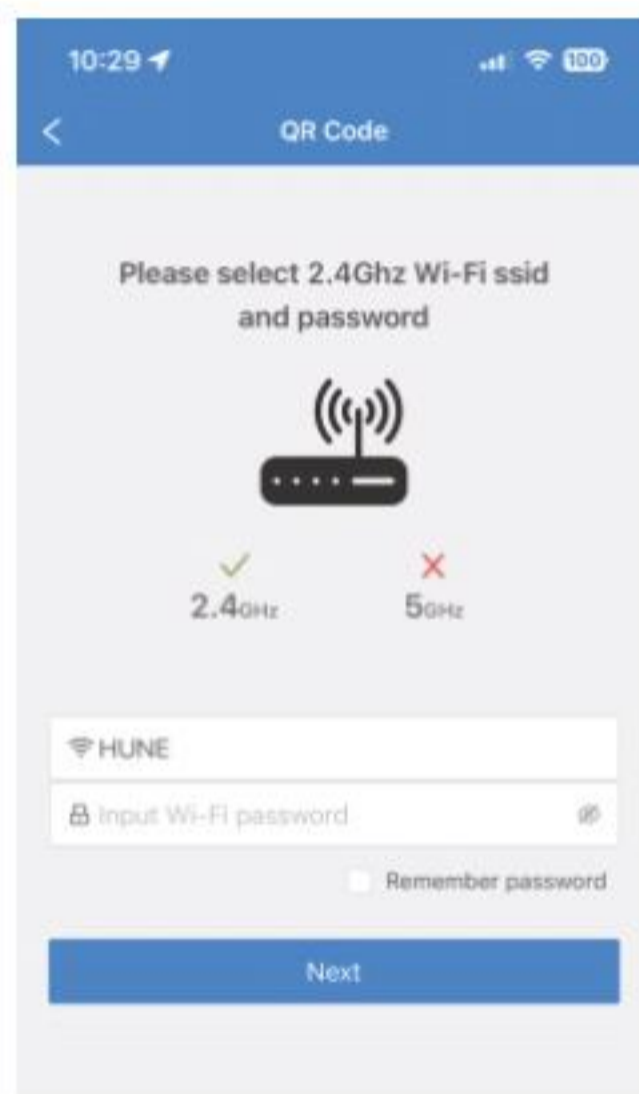 10:29
100
QR Code
Please select 2.4Ghz Wi-Fi ssid
and password
2.4GHz
5GHz
HUNE
Input Wi-Fi password
Remember password
Next